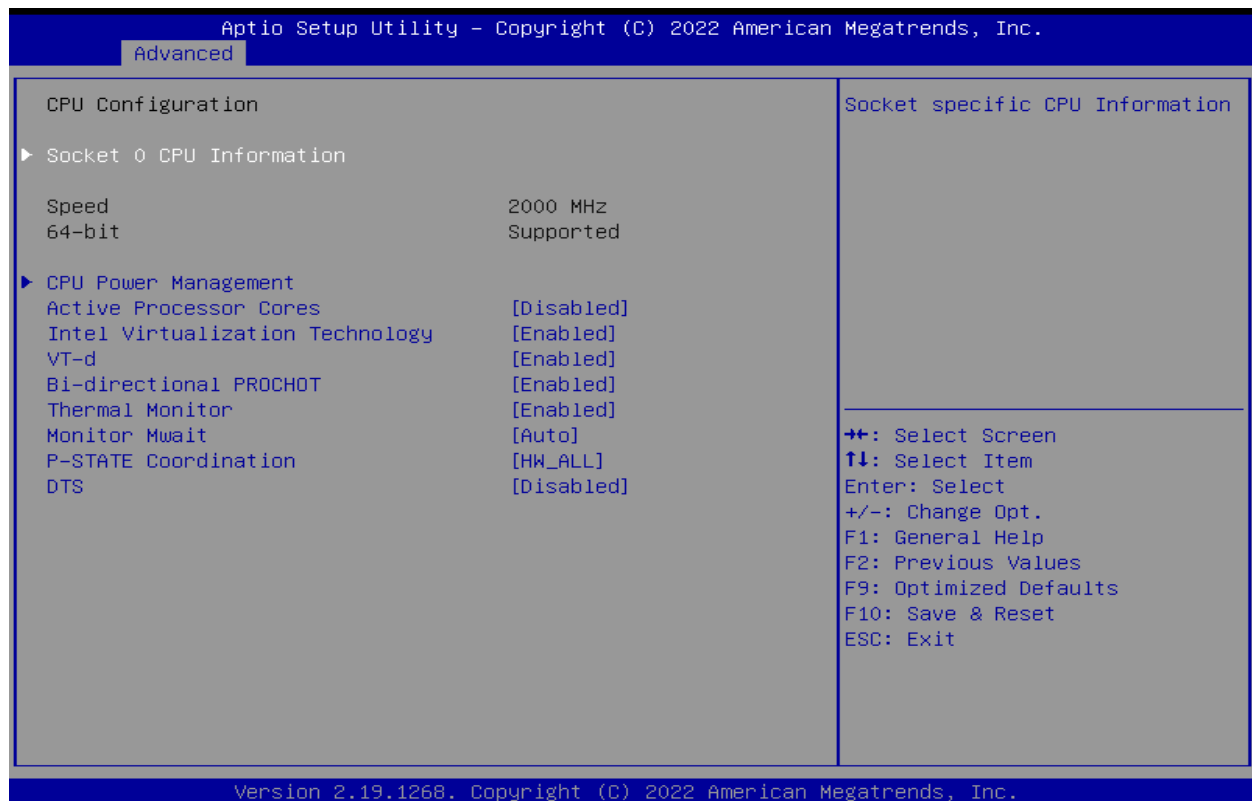 Aptio Setup Utility – Copyright (C) 2022 American Megatrends, Inc.
Advanced
CPU Configuration
▶ Socket 0 CPU Information
Speed 2000 MHz
64-bit Supported
▶ CPU Power Management
Active Processor Cores [Disabled]
Intel Virtualization Technology [Enabled]
VT-d [Enabled]
Bi-directional PROCHOT [Enabled]
Thermal Monitor [Enabled]
Monitor Mwait [Auto]
P-STATE Coordination [HW_ALL]
DTS [Disabled]
Socket specific CPU Information
→←: Select Screen
↑↓: Select Item
Enter: Select
+/-: Change Opt.
F1: General Help
F2: Previous Values
F9: Optimized Defaults
F10: Save & Reset
ESC: Exit
Version 2.19.1268. Copyright (C) 2022 American Megatrends, Inc.